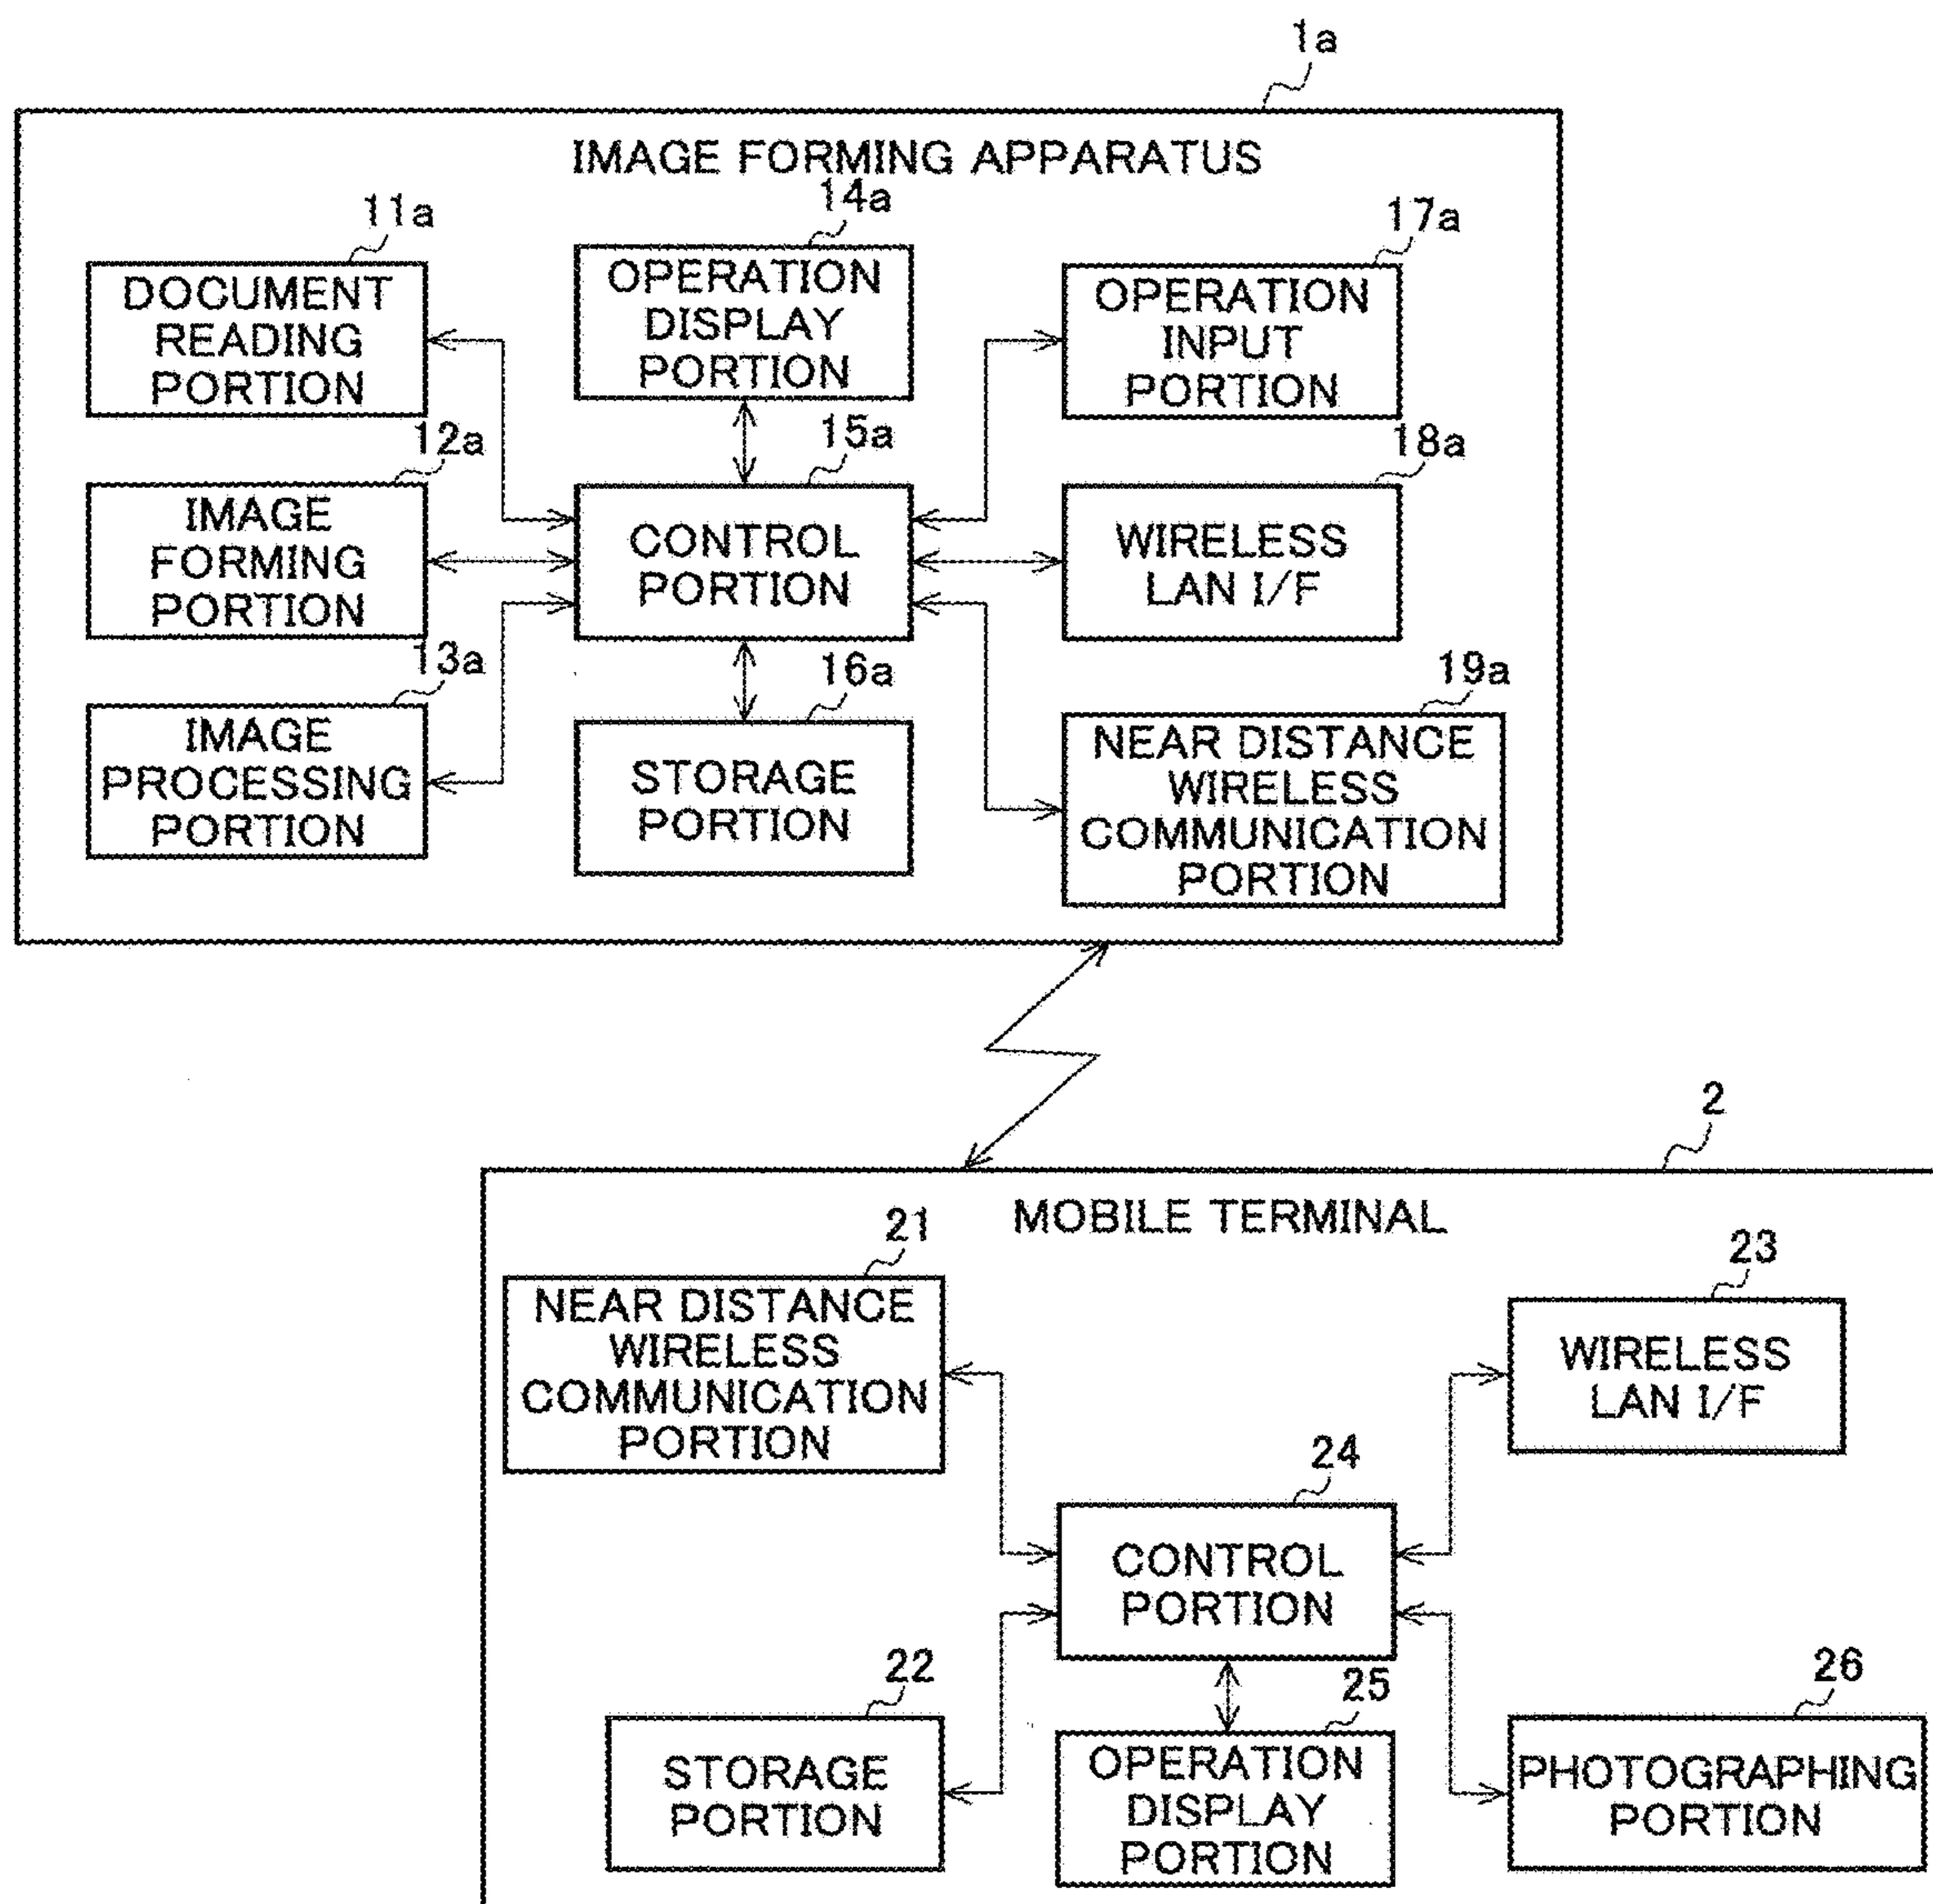 1a
IMAGE FORMING APPARATUS
11a
DOCUMENT
READING
PORTION
14a
OPERATION
DISPLAY
PORTION
17a
OPERATION
INPUT
PORTION
12a
IMAGE
FORMING
PORTION
15a
CONTROL
PORTION
18a
WIRELESS
LAN I/F
13a
IMAGE
PROCESSING
PORTION
16a
STORAGE
PORTION
19a
NEAR DISTANCE
WIRELESS
COMMUNICATION
PORTION
2
MOBILE TERMINAL
21
NEAR DISTANCE
WIRELESS
COMMUNICATION
PORTION
23
WIRELESS
LAN I/F
24
CONTROL
PORTION
22
STORAGE
PORTION
25
OPERATION
DISPLAY
PORTION
26
PHOTOGRAPHING
PORTION